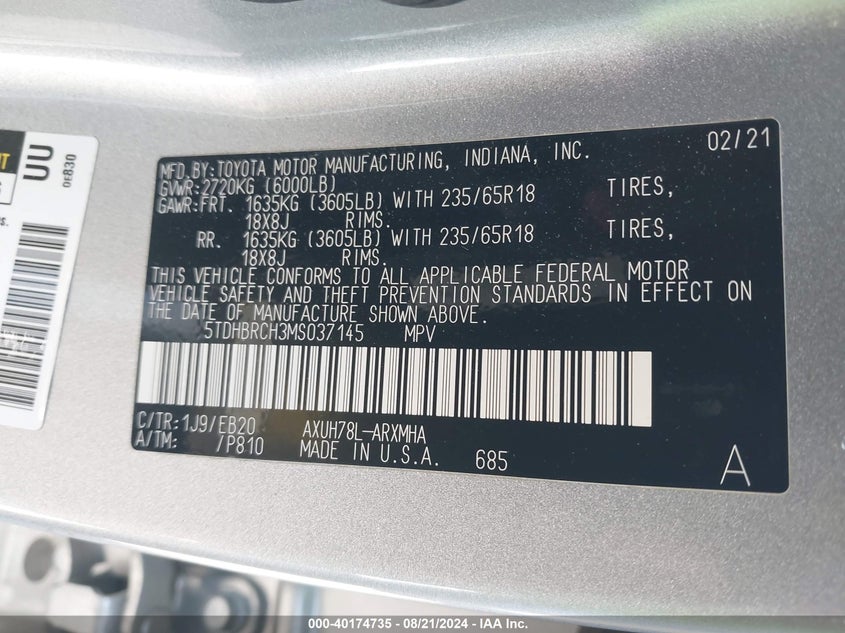 MFD.BY:TOYOTA MOTOR MANUFACTURING, INDIANA, INC. 02/21
GVWR:2720KG (6000LB)
GAWR:FRT. 1635KG (3605LB) WITH 235/65R18 TIRES,
18X8J RIMS.
RR. 1635KG (3605LB) WITH 235/65R18 TIRES,
18X8J RIMS.
THIS VEHICLE CONFORMS TO ALL APPLICABLE FEDERAL MOTOR
VEHICLE SAFETY AND THEFT PREVENTION STANDARDS IN EFFECT ON
THE DATE OF MANUFACTURE SHOWN ABOVE.
5TDHBRCH3MS037145 MPV
C/TR:1J9/EB20 AXUH78L-ARXMHA
A/TM: /P810 MADE IN U.S.A. 685 A
UU
0E830
000-40174735 - 08/21/2024 - IAA Inc.